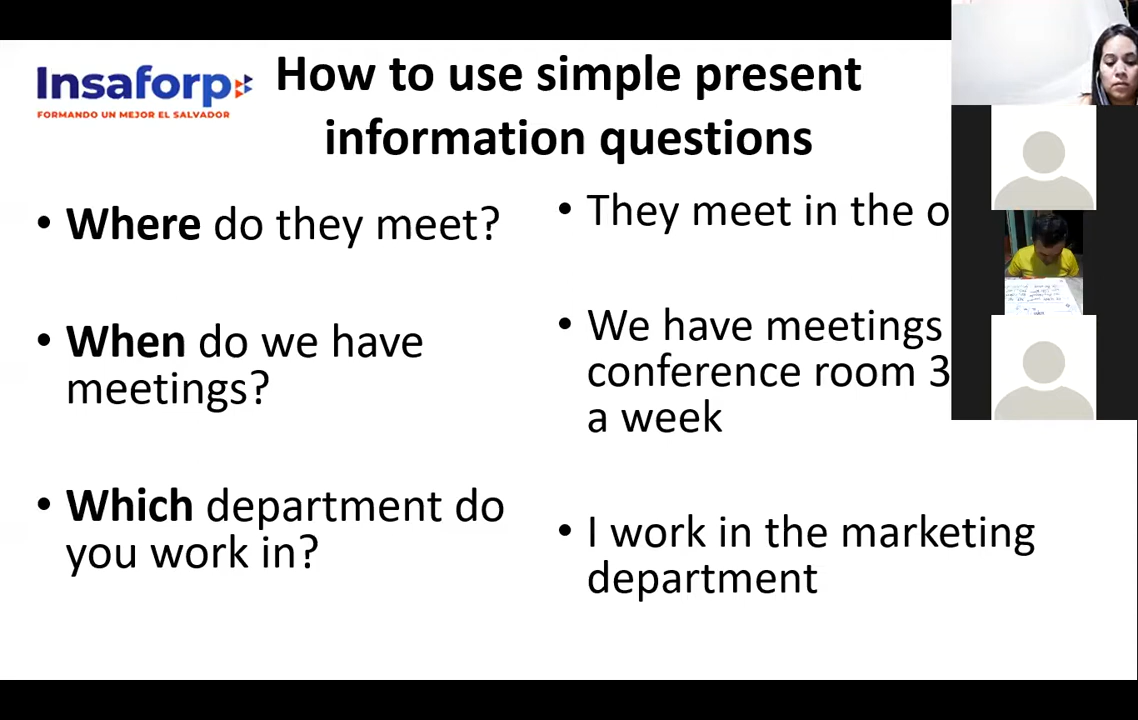 Insaforp
FORMANDO UN MEJOR EL SALVADOR
How to use simple present
information questions
• Where do they meet?
• When do we have
meetings?
• Which department do
you work in?
• They meet in the
• We have meetings
conference room 3
a week
• I work in the marketing
department